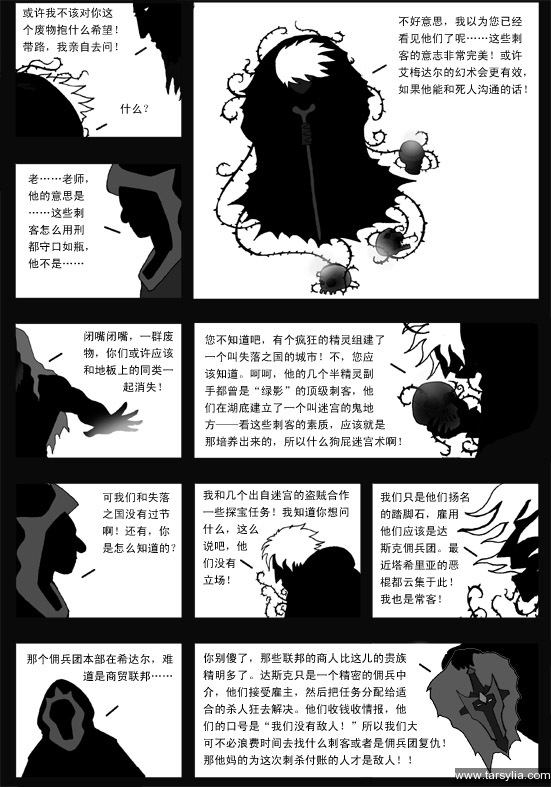 或许我不该对你这
个废物抱什么希望！
带路，我亲自去问！
什么？
不好意思，我以为您已经
看见他们了呢……这些刺
客的意志非常完美！或许
艾梅达尔的幻术会更有效，
如果他能和死人沟通的话！
老……老师，
他的意思是
……这些刺
客怎么用刑
都守口如瓶，
他不是……
闭嘴闭嘴，一群废
物，你们或许应该
和地板上的同类一
起消失！
您不知道吧，有个疯狂的精灵组建了
一个叫失落之国的城市！不，您应
该知道。呵呵，他的几个半精灵副
手都曾是“绿影”的顶级刺客，他
们在湖底建立了一个叫迷宫的鬼地
方——看这些刺客的素质，应该就是
那培养出来的，所以什么狗屁迷宫术啊！
可我们和失落
之国没有过节
啊！还有，你
是怎么知道的？
我和几个出自迷宫的盗贼合作
一些探宝任务！我知道你想问
什么，这么
说吧，他
们没有
立场！
我们只是他们扬名
的踏脚石，雇用
他们应该是达
斯克佣兵团。最
近塔希里亚的恶
棍都云集于此！
我也是常客！
那个佣兵团本部在希达尔，难
道是商贸联邦……
你别傻了，那些联邦的商人比这儿的贵族
精明多了。达斯克只是一个精密的佣兵中
介，他们接受雇主，然后把任务分配给适
合的杀人狂去解决。他们收钱收情报，他
们的口号是“我们没有敌人！”所以我们大
可不必浪费时间去找什么刺客或者是佣兵团复仇！
那他妈的为这次刺杀付账的人才是敌人！！
www.tarsylia.com